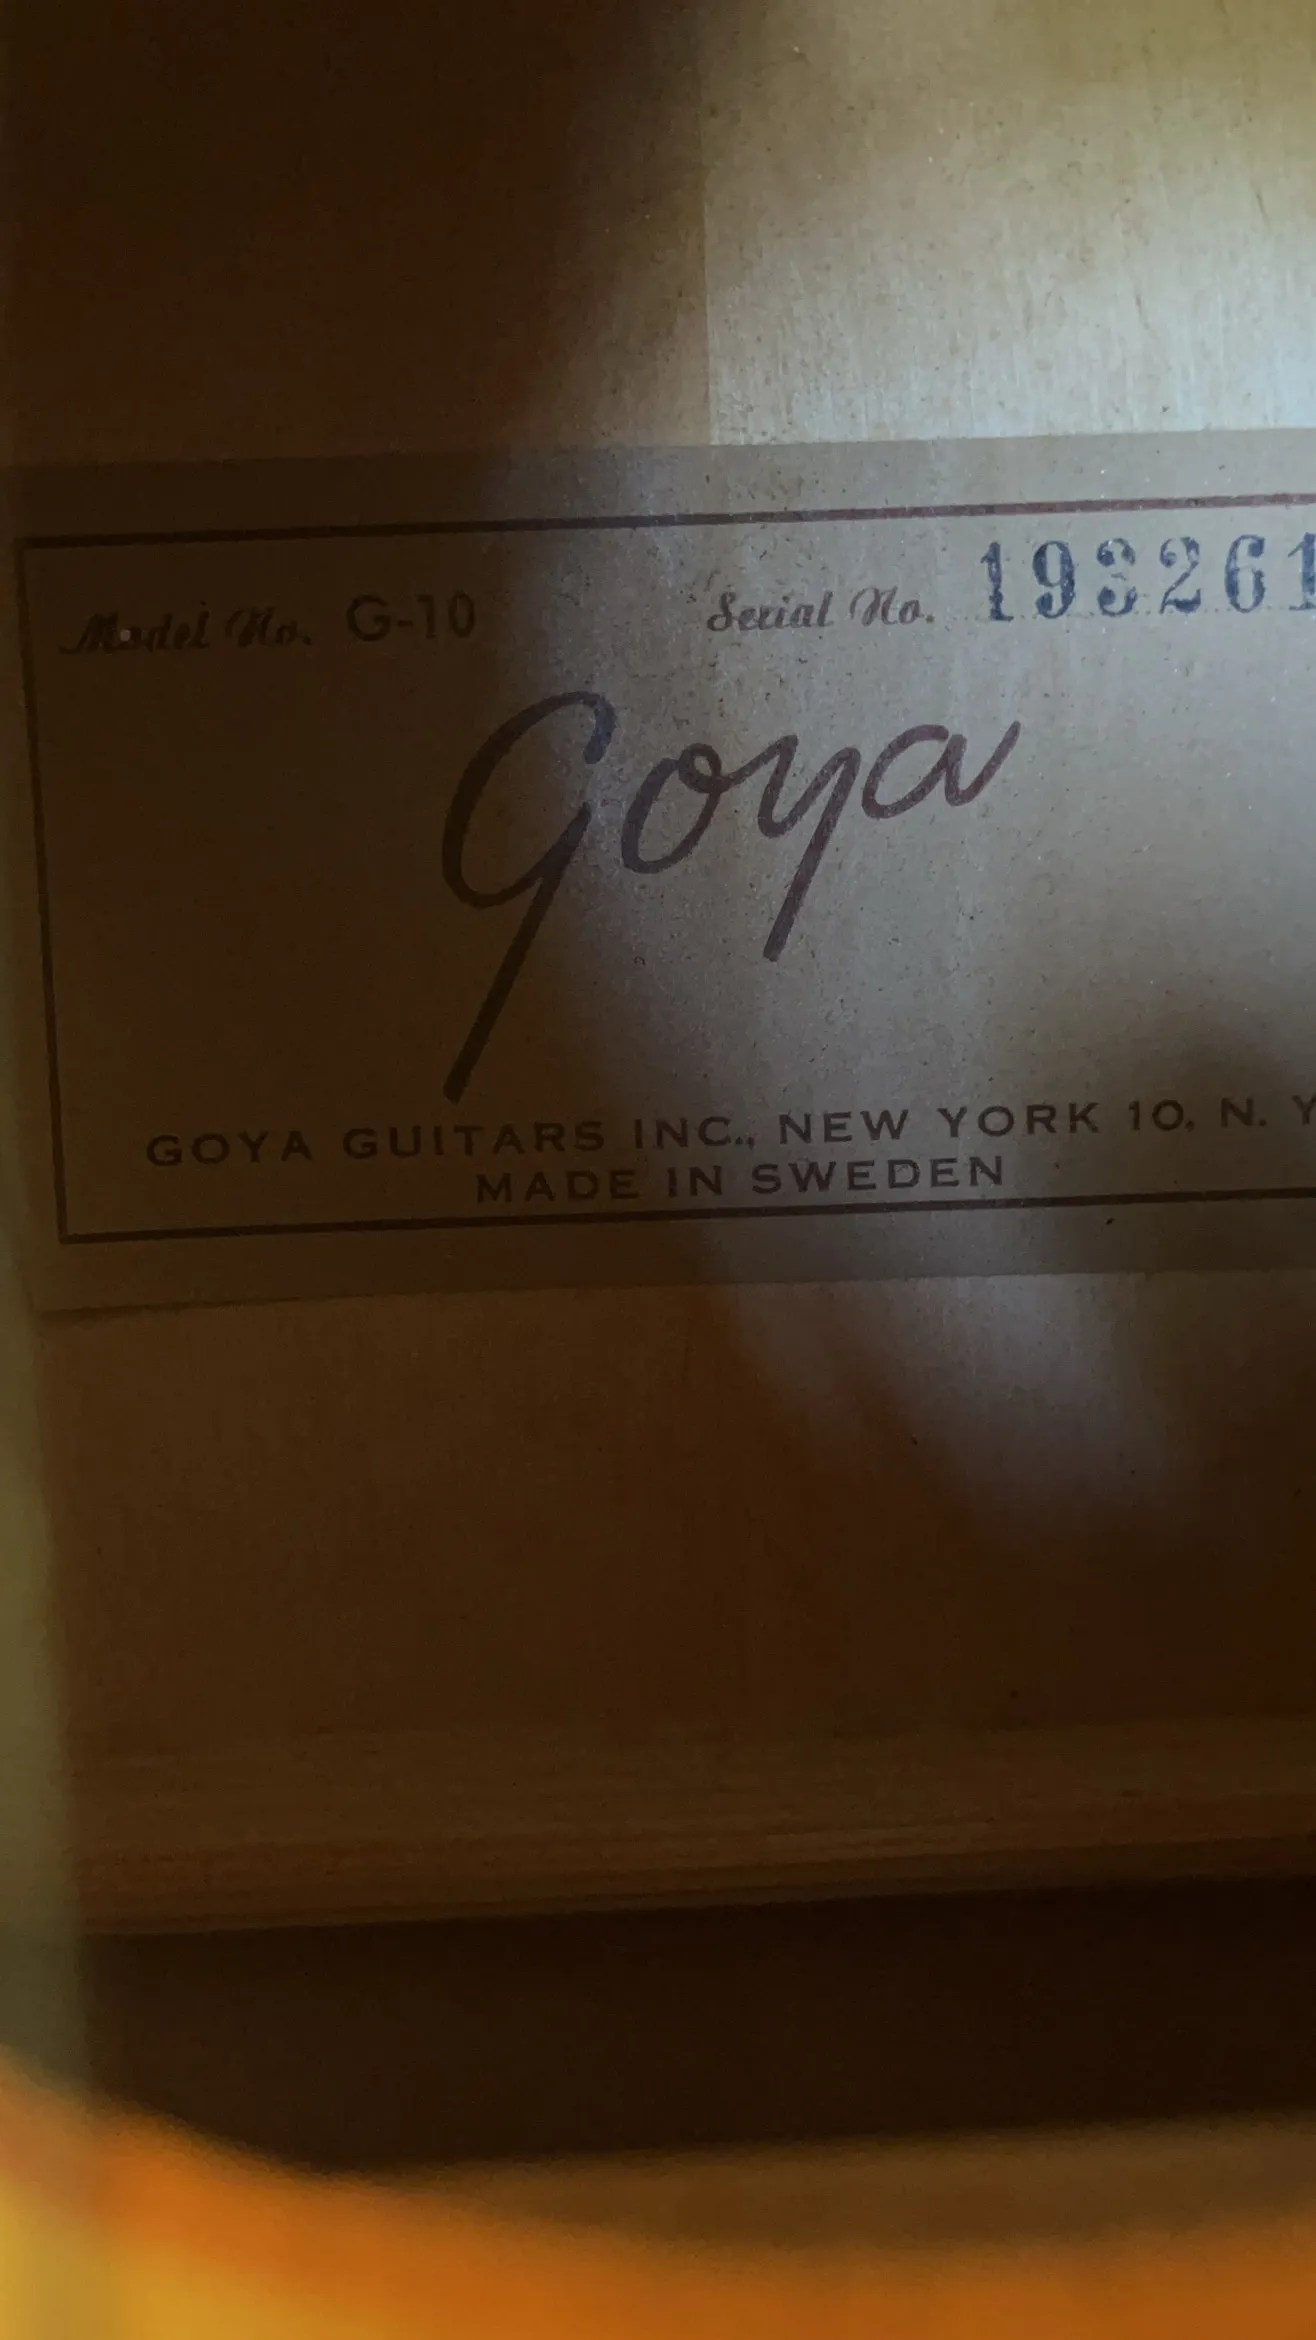 Model No. G-10 Serial No. 193261
Goya
GOYA GUITARS INC., NEW YORK 10, N. Y
MADE IN SWEDEN